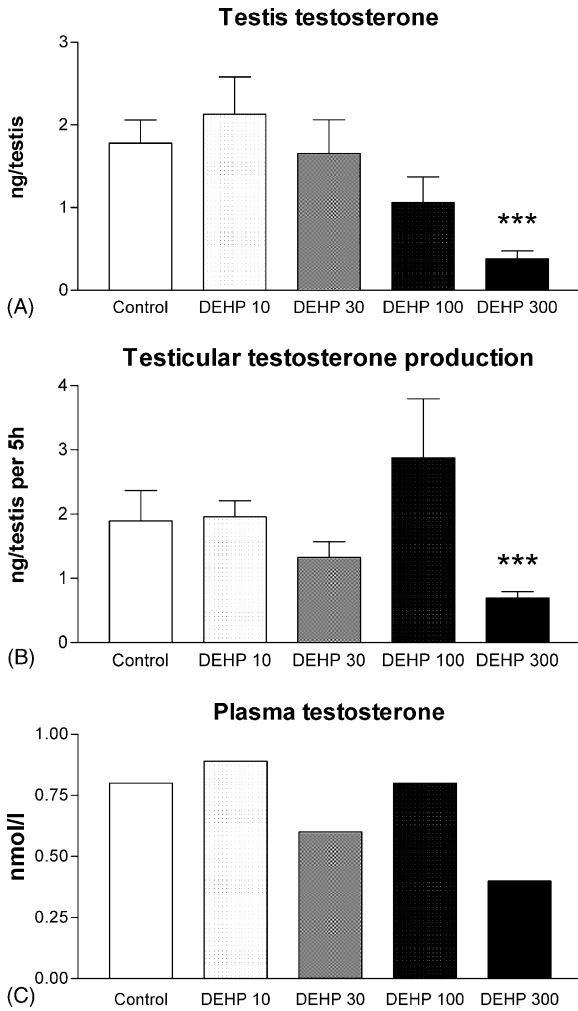 Testis testosterone
3
2
1
0
ng/testis
***
(A)
Control DEHP 10 DEHP 30 DEHP 100 DEHP 300
Testicular testosterone production
4
3
2
1
0
ng/testis per 5h
***
(B)
Control DEHP 10 DEHP 30 DEHP 100 DEHP 300
Plasma testosterone
1.00
0.75
0.50
0.25
0.00
nmol/l
(C)
Control DEHP 10 DEHP 30 DEHP 100 DEHP 300